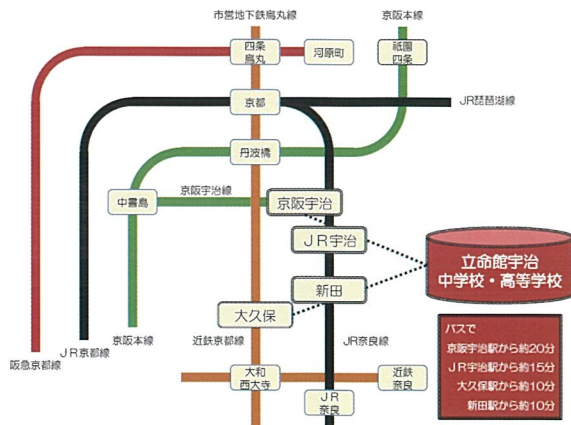 市営地下鉄烏丸線
京阪本線
四条
烏丸
河原町
祇園
四条
京都
JR琵琶湖線
丹波橋
京阪宇治線
中書島
京阪宇治
JR宇治
立命館宇治
中学校・高等学校
新田
大久保
京阪本線
近鉄京都線
JR奈良線
JR京都線
阪急京都線
バスで
京阪宇治駅から約20分
JR宇治駅から約15分
大久保駅から約10分
新田駅から約10分
大和
西大寺
近鉄
奈良
JR
奈良